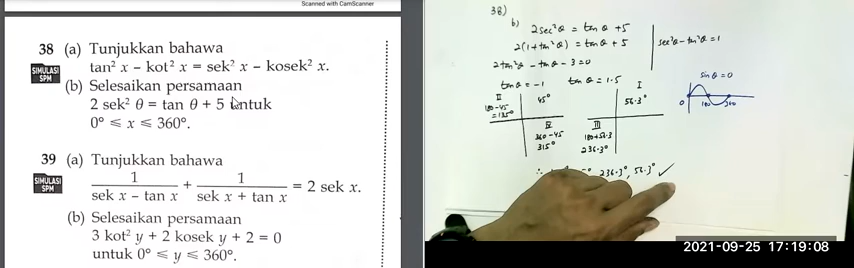 Scanned with CamScanner
38 (a) Tunjukkan bahawa
tan² x − kot² x = sek² x − kosek² x.
SIMULASI
SPM
(b) Selesaikan persamaan
2 sek² θ = tan θ + 5 untuk
0° ⩽ x ⩽ 360°.
39 (a) Tunjukkan bahawa
SIMULASI
SPM
1/(sek x − tan x) + 1/(sek x + tan x) = 2 sek x.
(b) Selesaikan persamaan
3 kot² y + 2 kosek y + 2 = 0
untuk 0° ⩽ y ⩽ 360°.
38)
b) 2sec²θ = tan θ + 5
2(1+tan²θ) = tan θ + 5
sec²θ − tan²θ = 1
2tan²θ − tan θ − 3 = 0
tan θ = −1
tan θ = 1.5
II
180−45
=135°
45°
IV
360−45
315°
I
56.3°
III
180+56.3
236.3°
sin θ = 0
0 180 360
∴ 236.3°, 56.3° ✓
2021-09-25 17:19:08